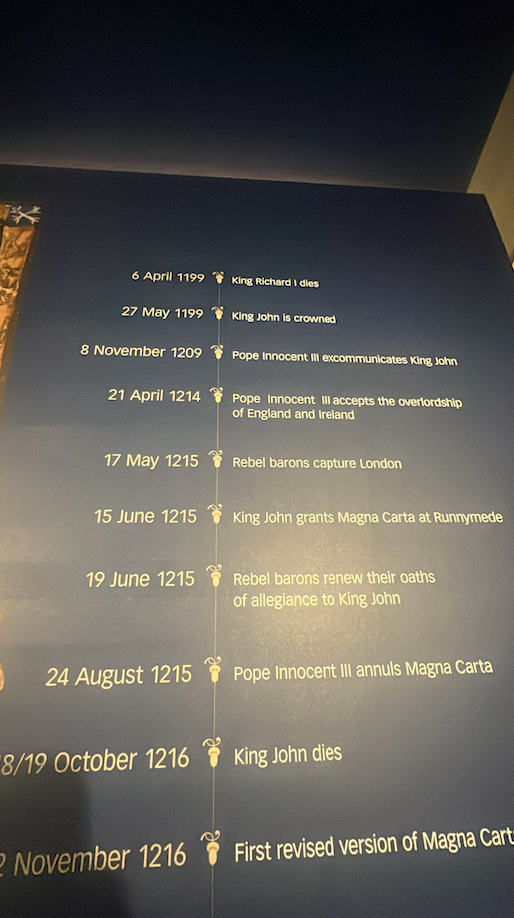 6 April 1199 King Richard I dies
27 May 1199 King John is crowned
8 November 1209 Pope Innocent III excommunicates King John
21 April 1214 Pope Innocent III accepts the overlordship
of England and Ireland
17 May 1215 Rebel barons capture London
15 June 1215 King John grants Magna Carta at Runnymede
19 June 1215 Rebel barons renew their oaths
of allegiance to King John
24 August 1215 Pope Innocent III annuls Magna Carta
8/19 October 1216 King John dies
2 November 1216 First revised version of Magna Cart